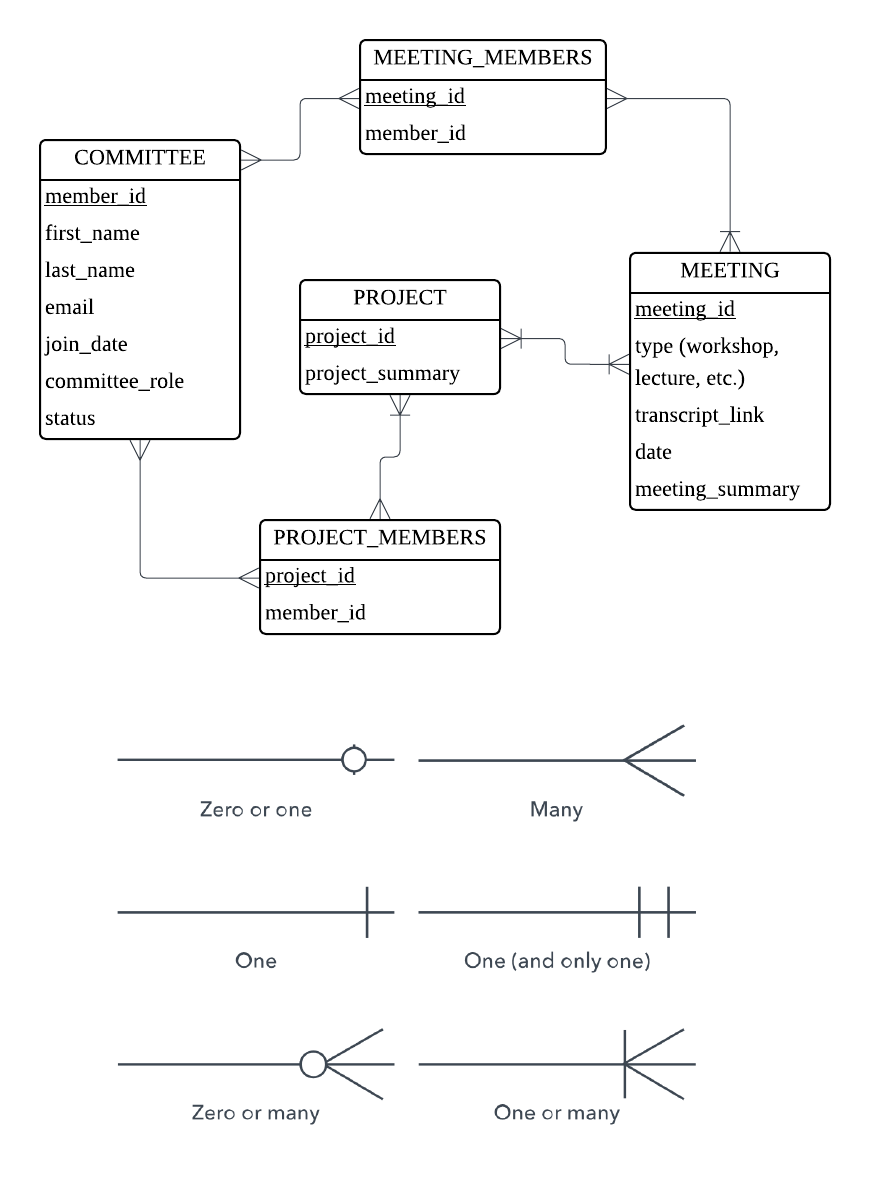 MEETING_MEMBERS
meeting_id
member_id
COMMITTEE
member_id
first_name
last_name
email
join_date
committee_role
status
PROJECT
project_id
project_summary
MEETING
meeting_id
type (workshop,
lecture, etc.)
transcript_link
date
meeting_summary
PROJECT_MEMBERS
project_id
member_id
Zero or one
Many
One
One (and only one)
Zero or many
One or many